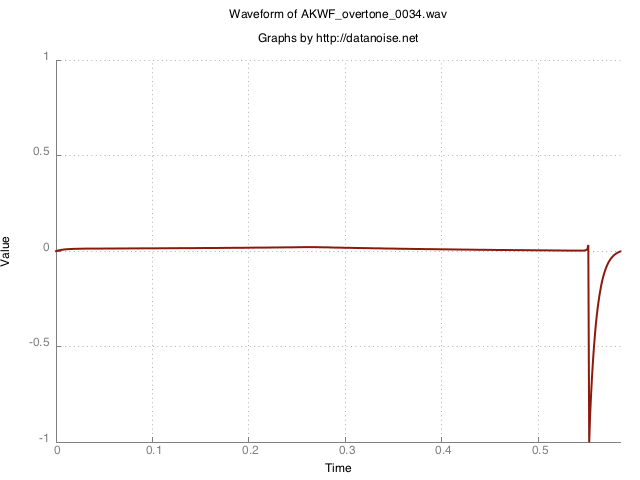 Waveform of AKWF_overtone_0034.wav
Graphs by http://datanoise.net
1
0.5
0
-0.5
-1
Value
0 0.1 0.2 0.3 0.4 0.5
Time